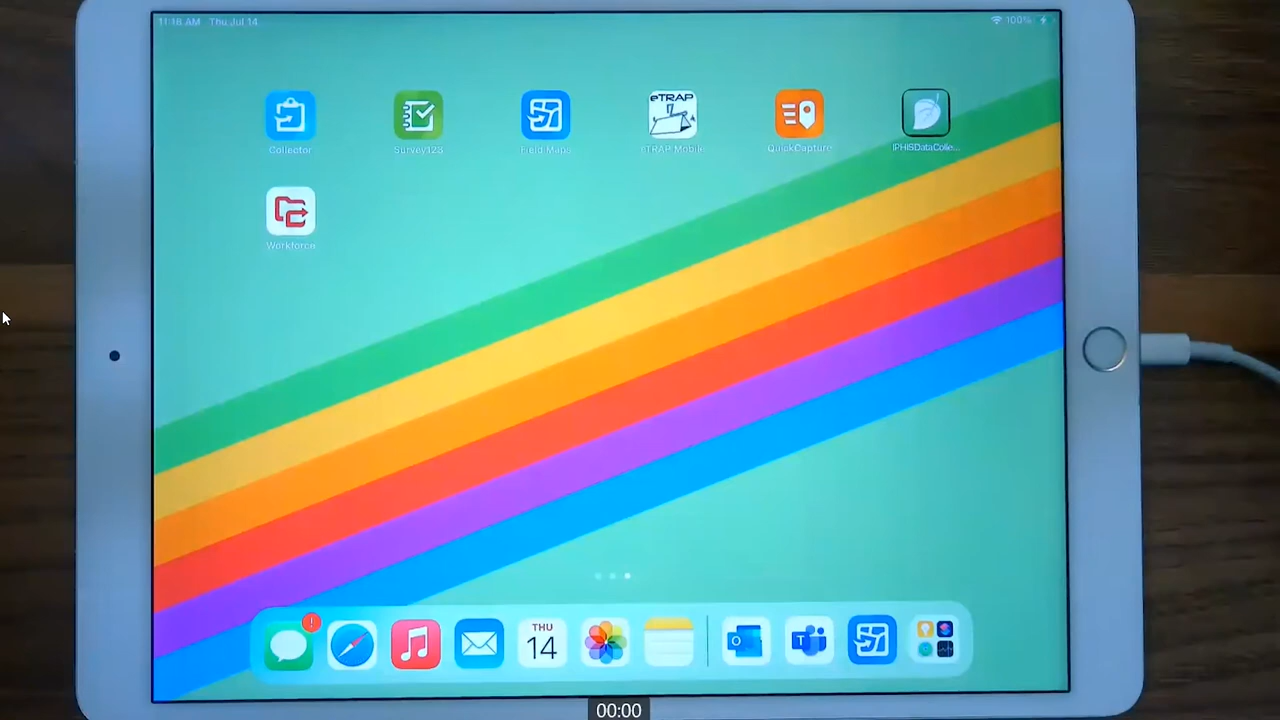 11:18 AM Thu Jul 14
100%
Collector
Survey123
Field Maps
eTRAP
eTRAP Mobile
QuickCapture
IPHISDataColle...
Workforce
!
THU
14
00:00